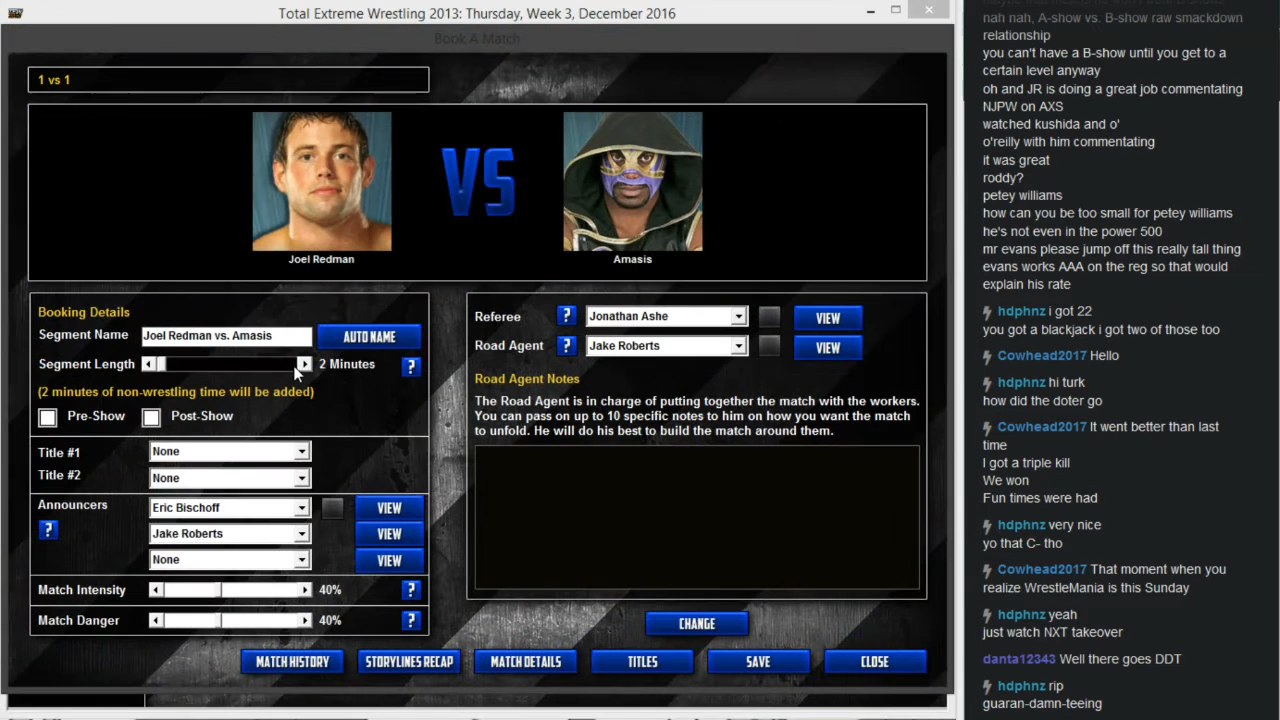 Total Extreme Wrestling 2013: Thursday, Week 3, December 2016
Book A Match
1 vs 1
VS
Joel Redman
Amasis
Booking Details
Segment Name
Joel Redman vs. Amasis
AUTO NAME
Segment Length
2 Minutes
?
(2 minutes of non-wrestling time will be added)
Pre-Show
Post-Show
Title #1
None
Title #2
None
Announcers
Eric Bischoff
VIEW
?
Jake Roberts
VIEW
None
VIEW
Match Intensity
40%
?
Match Danger
40%
?
Referee
?
Jonathan Ashe
VIEW
Road Agent
?
Jake Roberts
VIEW
Road Agent Notes
The Road Agent is in charge of putting together the match with the workers.
You can pass on up to 10 specific notes to him on how you want the match
to unfold. He will do his best to build the match around them.
CHANGE
MATCH HISTORY
STORYLINES RECAP
MATCH DETAILS
TITLES
SAVE
CLOSE
nah nah, A-show vs. B-show raw smackdown
relationship
you can't have a B-show until you get to a
certain level anyway
oh and JR is doing a great job commentating
NJPW on AXS
watched kushida and o'
o'reilly with him commentating
it was great
roddy?
petey williams
how can you be too small for petey williams
he's not even in the power 500
mr evans please jump off this really tall thing
evans works AAA on the reg so that would
explain his rate
hdphnz i got 22
you got a blackjack i got two of those too
Cowhead2017 Hello
hdphnz hi turk
how did the doter go
Cowhead2017 It went better than last
time
I got a triple kill
We won
Fun times were had
hdphnz very nice
yo that C- tho
Cowhead2017 That moment when you
realize WrestleMania is this Sunday
hdphnz yeah
just watch NXT takeover
danta12343 Well there goes DDT
hdphnz rip
guaran-damn-teeing